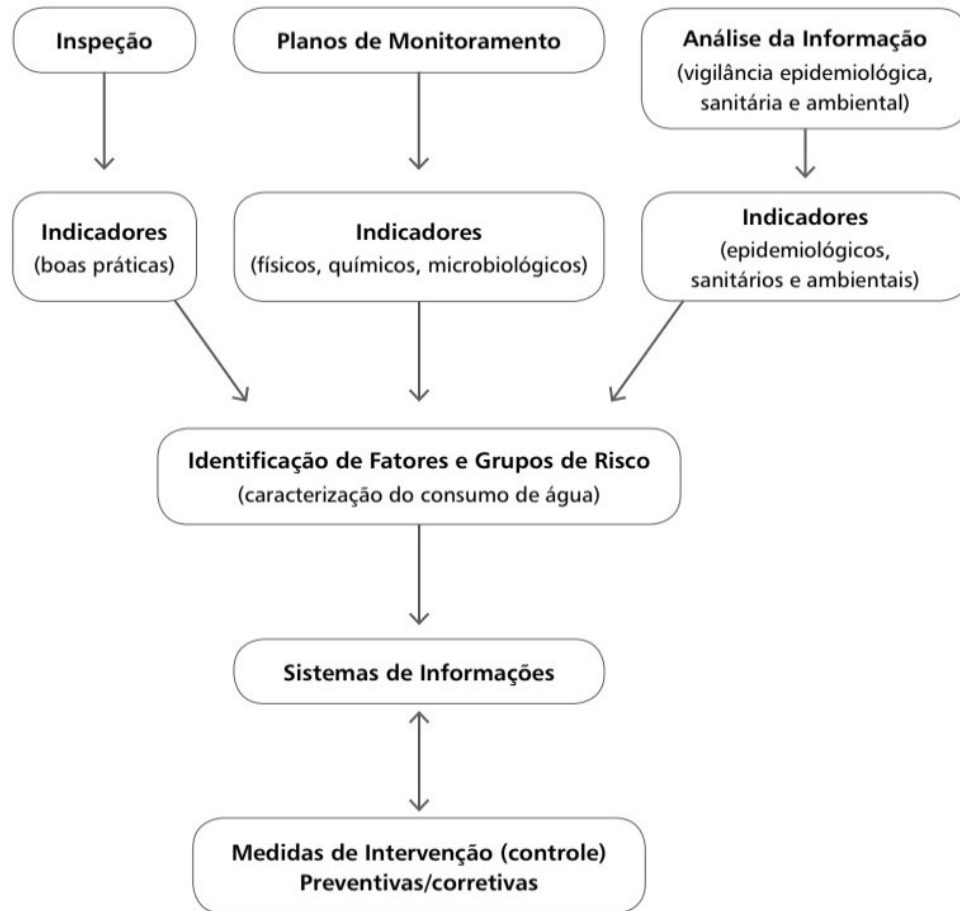 Inspeção
Planos de Monitoramento
Análise da Informação
(vigilância epidemiológica,
sanitária e ambiental)
Indicadores
(boas práticas)
Indicadores
(físicos, químicos, microbiológicos)
Indicadores
(epidemiológicos,
sanitários e ambientais)
Identificação de Fatores e Grupos de Risco
(caracterização do consumo de água)
Sistemas de Informações
Medidas de Intervenção (controle)
Preventivas/corretivas